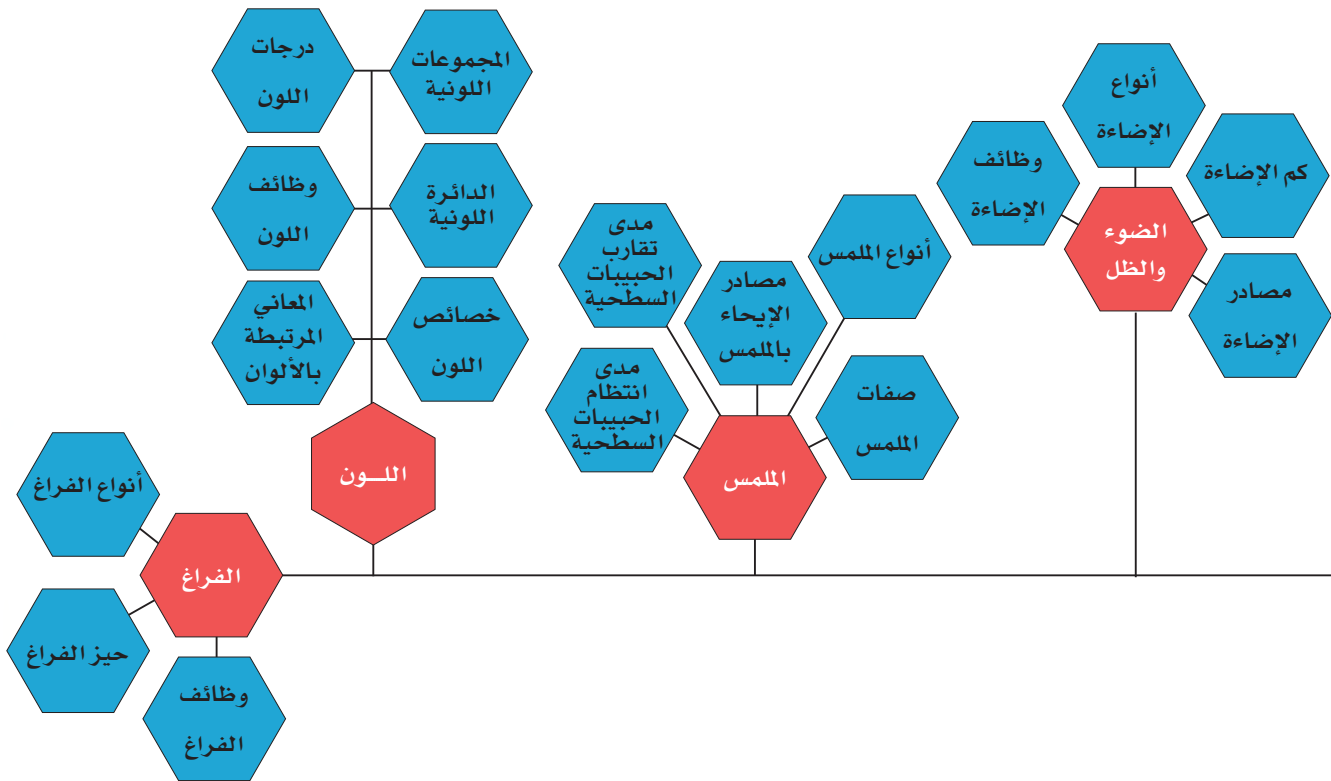 الضوء
والظل
أنواع
الإضاءة
كم الإضاءة
مصادر
الإضاءة
وظائف
الإضاءة
الملمس
أنواع الملمس
صفات
الملمس
مصادر
الإيحاء
بالملمس
مدى
تقارب
الحبيبات
السطحية
مدى
انتظام
الحبيبات
السطحية
اللــون
المجموعات
اللونية
درجات
اللون
الدائرة
اللونية
وظائف
اللون
خصائص
اللون
المعاني
المرتبطة
بالألوان
الفراغ
أنواع الفراغ
حيز الفراغ
وظائف
الفراغ